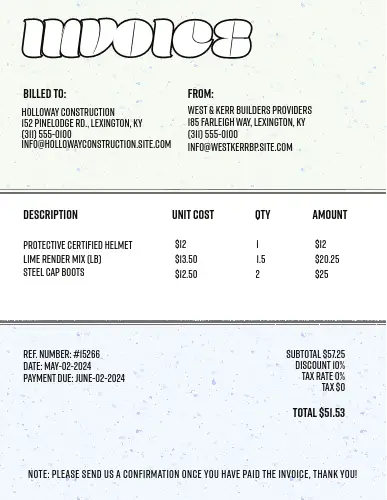 INVOICE
BILLED TO:
HOLLOWAY CONSTRUCTION
152 PINELODGE RD., LEXINGTON, KY
(311) 555-0100
INFO@HOLLOWAYCONSTRUCTION.SITE.COM
FROM:
WEST & KERR BUILDERS PROVIDERS
185 FARLEIGH WAY, LEXINGTON, KY
(311) 555-0100
INFO@WESTKERRBP.SITE.COM
DESCRIPTION UNIT COST QTY AMOUNT
PROTECTIVE CERTIFIED HELMET $12 1 $12
LIME RENDER MIX (LB) $13.50 1.5 $20.25
STEEL CAP BOOTS $12.50 2 $25
REF. NUMBER: #15266
DATE: MAY-02-2024
PAYMENT DUE: JUNE-02-2024
SUBTOTAL $57.25
DISCOUNT 10%
TAX RATE 0%
TAX $0
TOTAL $51.53
NOTE: PLEASE SEND US A CONFIRMATION ONCE YOU HAVE PAID THE INVOICE, THANK YOU!